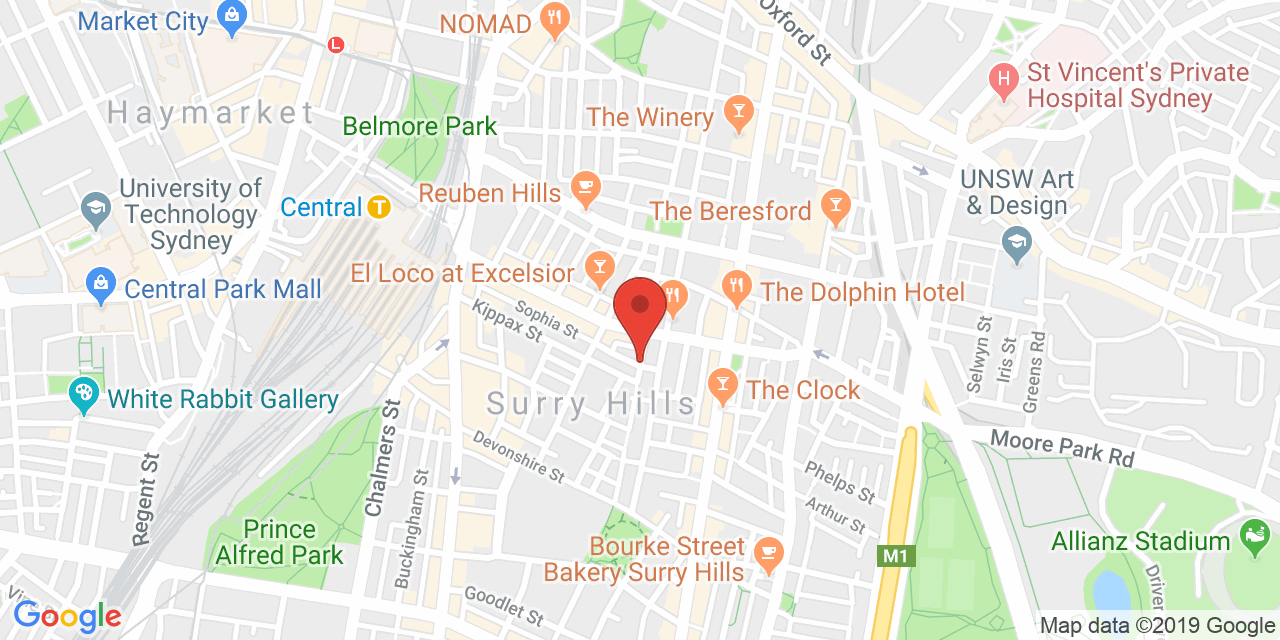 Market City
NOMAD
Oxford St
St Vincent's Private
Hospital Sydney
Haymarket
The Winery
Belmore Park
University of
Technology
Sydney
Central
T
Reuben Hills
The Beresford
UNSW Art
& Design
H
L
El Loco at Excelsior
Central Park Mall
The Dolphin Hotel
Kippax St
Sophia St
Selwyn St
Iris St
Greens Rd
White Rabbit Gallery
Surry Hills
The Clock
Chalmers St
Devonshire St
Moore Park Rd
Regent St
Buckingham St
Phelps St
Arthur St
Prince
Alfred Park
Bourke Street
Bakery Surry Hills
M1
Allianz Stadium
Goodlet St
Driver
Google
Map data ©2019 Google